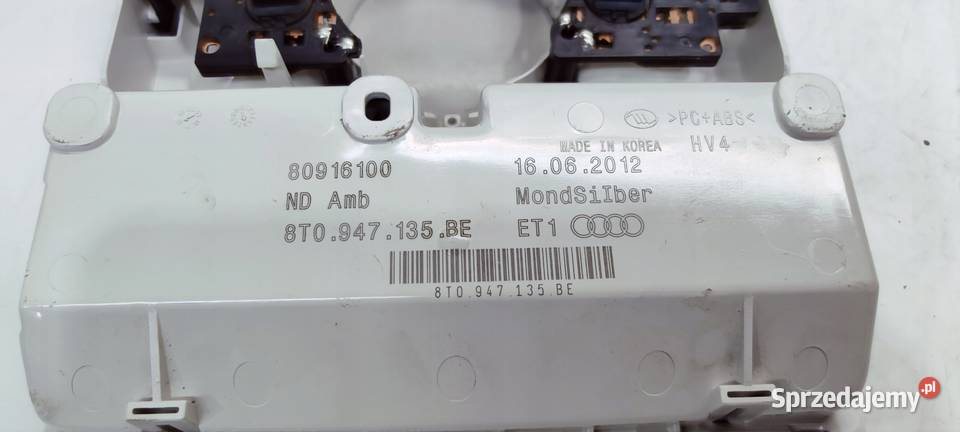 >PC+ABS<
MADE IN KOREA HV4
80916100 16.06.2012
ND Amb MondSilber
8T0.947.135.BE ET1
8T0.947.135.BE
Sprzedajemy.pl